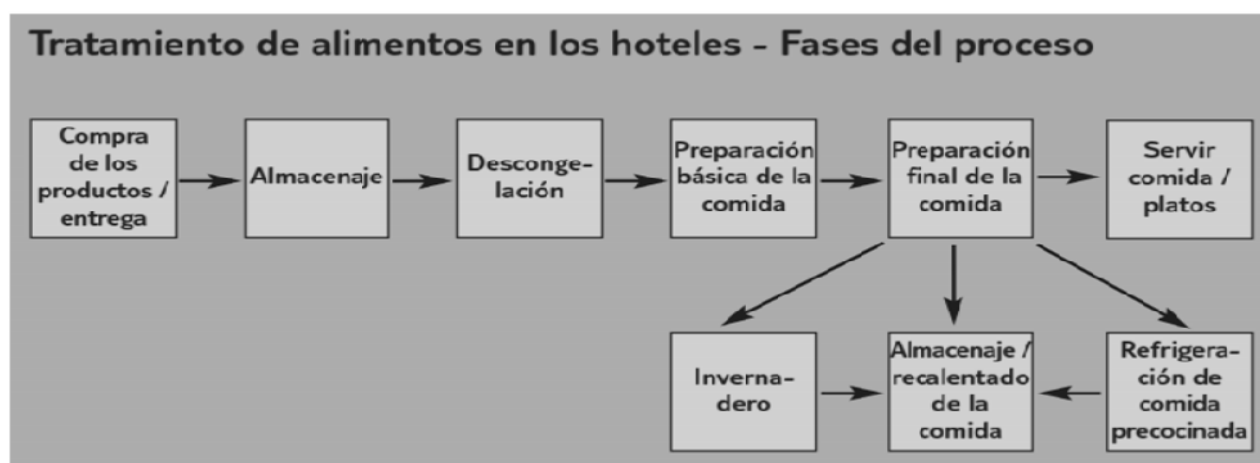 Tratamiento de alimentos en los hoteles - Fases del proceso
Compra
de los
productos /
entrega
Almacenaje
Desconge-
lación
Preparación
básica de la
comida
Preparación
final de la
comida
Servir
comida /
platos
Inverna-
dero
Almacenaje /
recalentado
de la
comida
Refrigera-
ción de
comida
precocinada